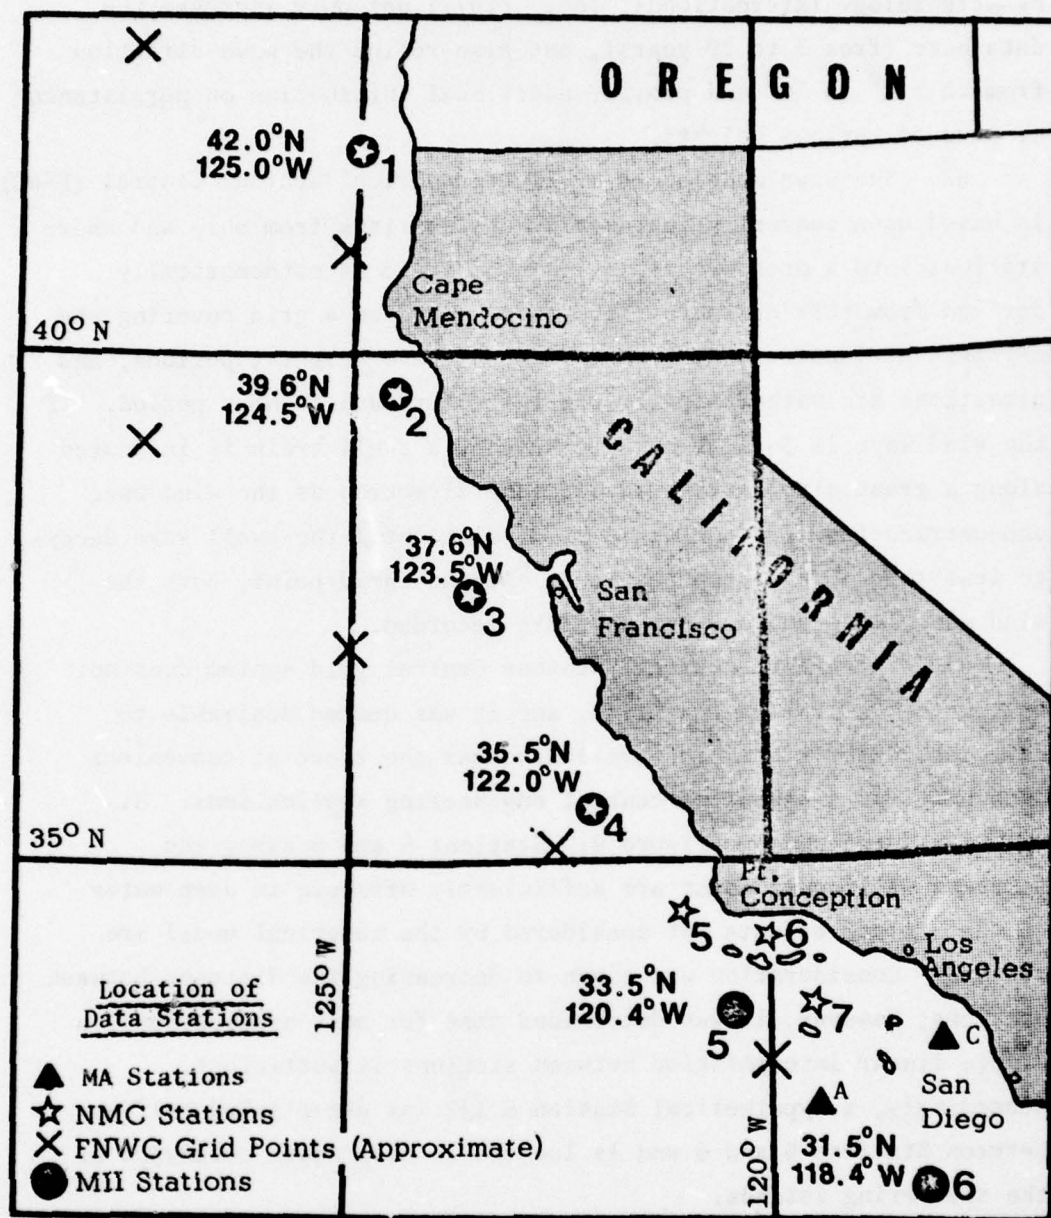 OREGON
42.0°N
125.0°W
1
Cape
Mendocino
40° N
39.6°N
124.5°W
2
CALIFORNIA
37.6°N
123.5°W
3
San
Francisco
35.5°N
122.0°W
4
35° N
Pt.
Conception
5
6
Los
Angeles
33.5°N
120.4°W
5
7
C
A
San
Diego
31.5°N
118.4°W
6
125° W
120° W
Location of
Data Stations
MA Stations
NMC Stations
FNWC Grid Points (Approximate)
MII Stations